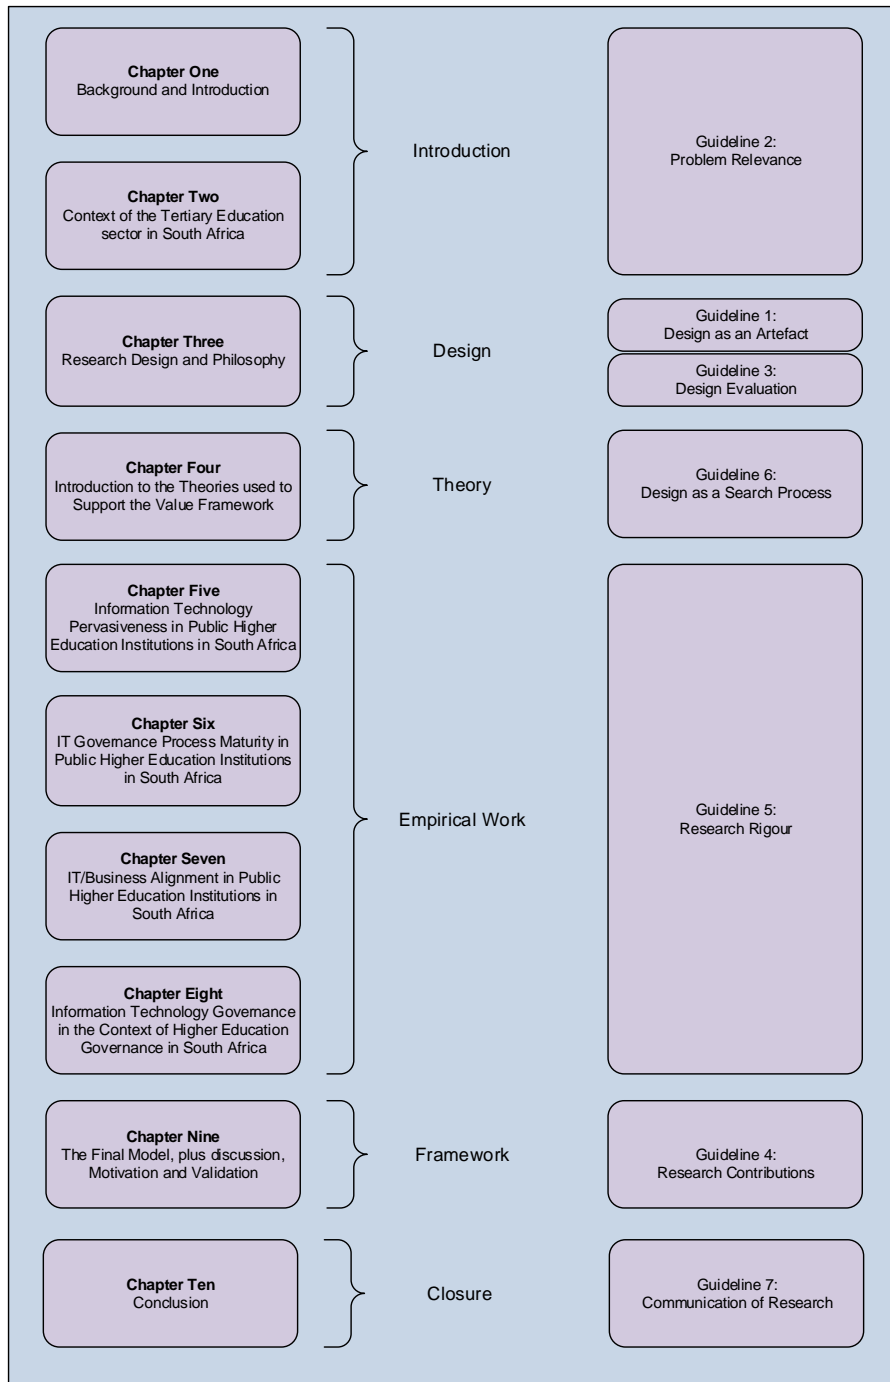 Chapter One
Background and Introduction
Chapter Two
Context of the Tertiary Education
sector in South Africa
Introduction
Guideline 2:
Problem Relevance
Chapter Three
Research Design and Philosophy
Design
Guideline 1:
Design as an Artefact
Guideline 3:
Design Evaluation
Chapter Four
Introduction to the Theories used to
Support the Value Framework
Theory
Guideline 6:
Design as a Search Process
Chapter Five
Information Technology
Pervasiveness in Public Higher
Education Institutions in South Africa
Chapter Six
IT Governance Process Maturity in
Public Higher Education Institutions
in South Africa
Chapter Seven
IT/Business Alignment in Public
Higher Education Institutions in
South Africa
Chapter Eight
Information Technology Governance
in the Context of Higher Education
Governance in South Africa
Empirical Work
Guideline 5:
Research Rigour
Chapter Nine
The Final Model, plus discussion,
Motivation and Validation
Framework
Guideline 4:
Research Contributions
Chapter Ten
Conclusion
Closure
Guideline 7:
Communication of Research